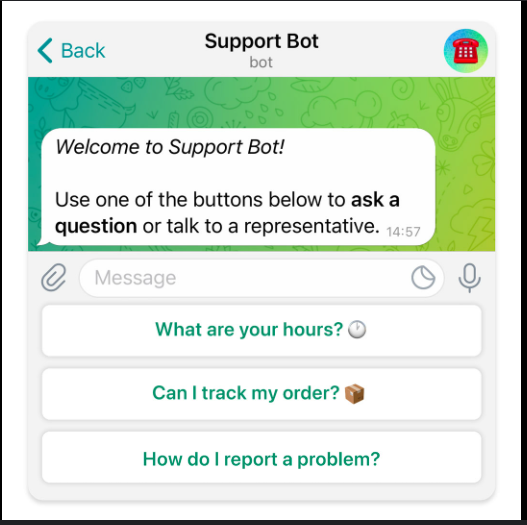 Back
Support Bot
bot
Welcome to Support Bot!
Use one of the buttons below to ask a
question or talk to a representative. 14:57
Message
What are your hours? 🕐
Can I track my order? 📦
How do I report a problem?